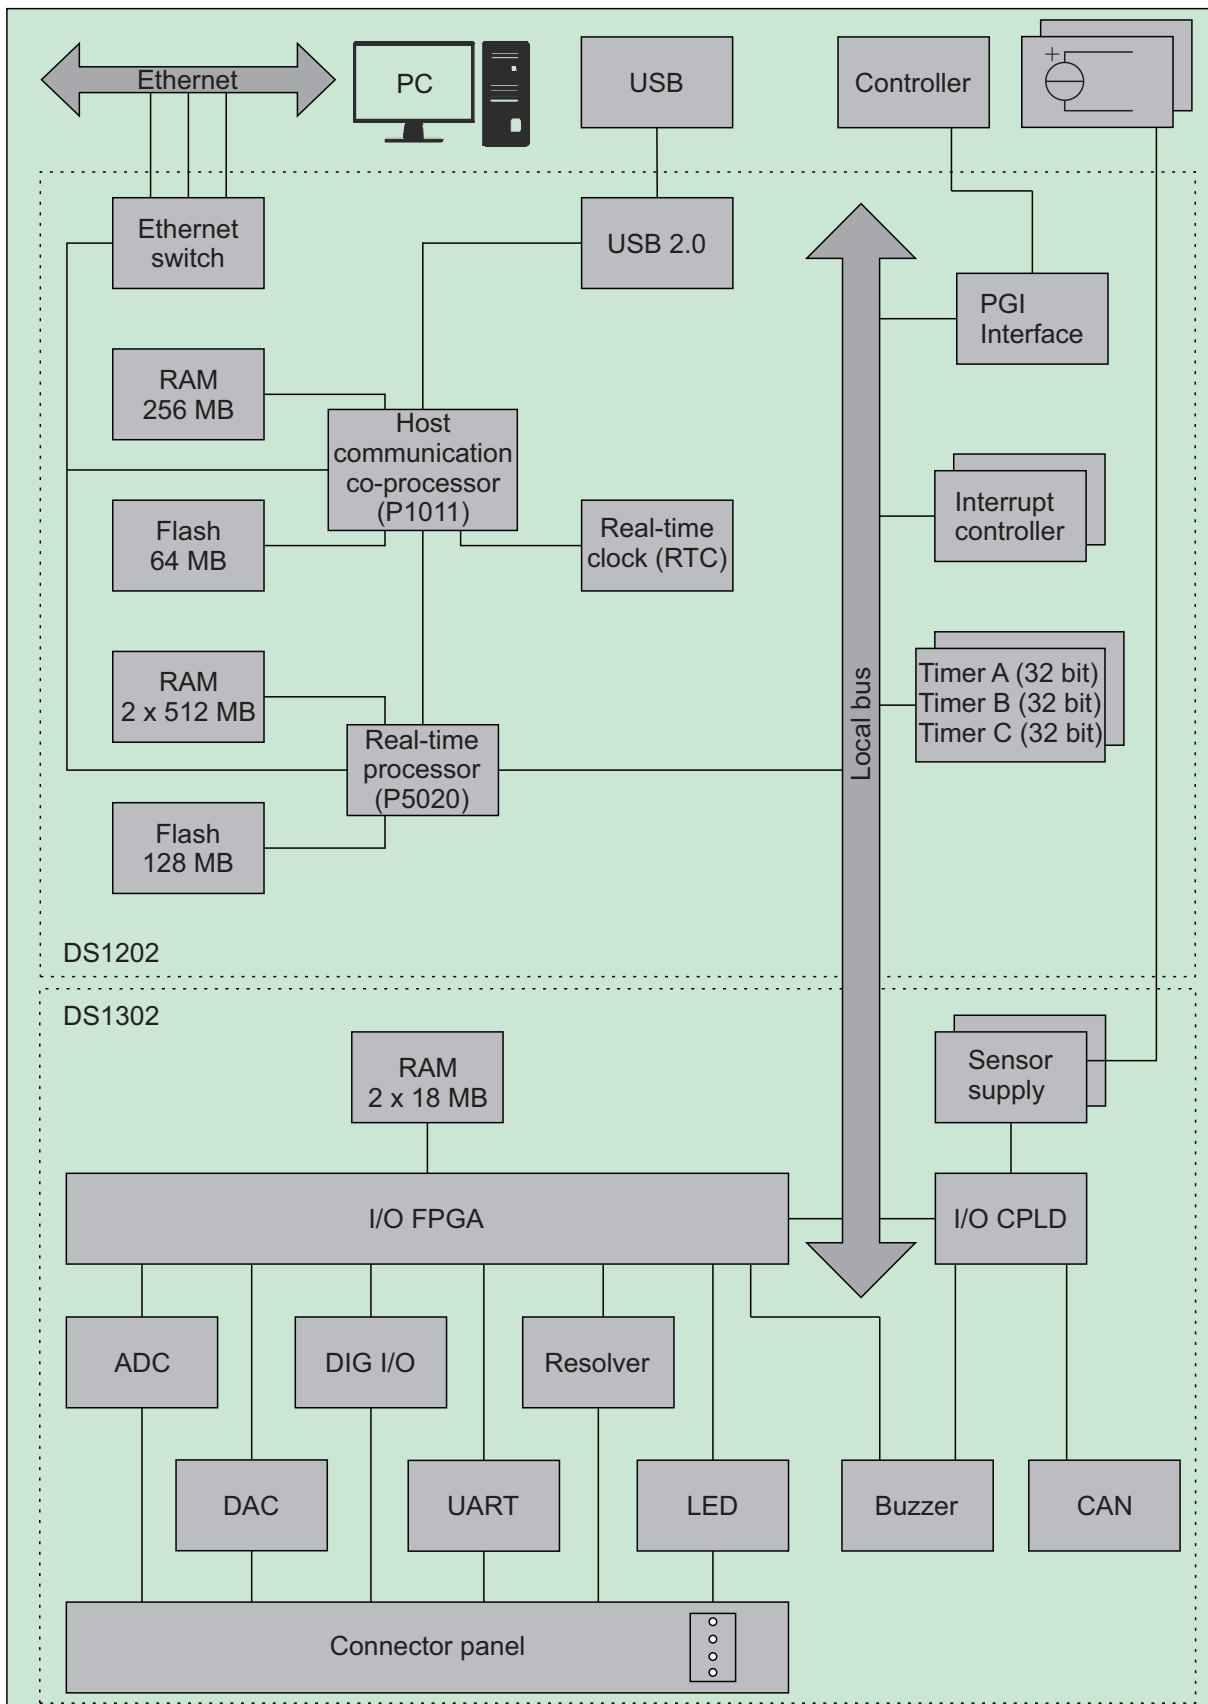 Ethernet
PC
USB
Controller
+
Ethernet
switch
USB 2.0
PGI
Interface
RAM
256 MB
Host
communication
co-processor
(P1011)
Flash
64 MB
Real-time
clock (RTC)
Interrupt
controller
RAM
2 x 512 MB
Timer A (32 bit)
Timer B (32 bit)
Timer C (32 bit)
Local bus
Real-time
processor
(P5020)
Flash
128 MB
DS1202
DS1302
RAM
2 x 18 MB
Sensor
supply
I/O FPGA
I/O CPLD
ADC
DIG I/O
Resolver
DAC
UART
LED
Buzzer
CAN
Connector panel